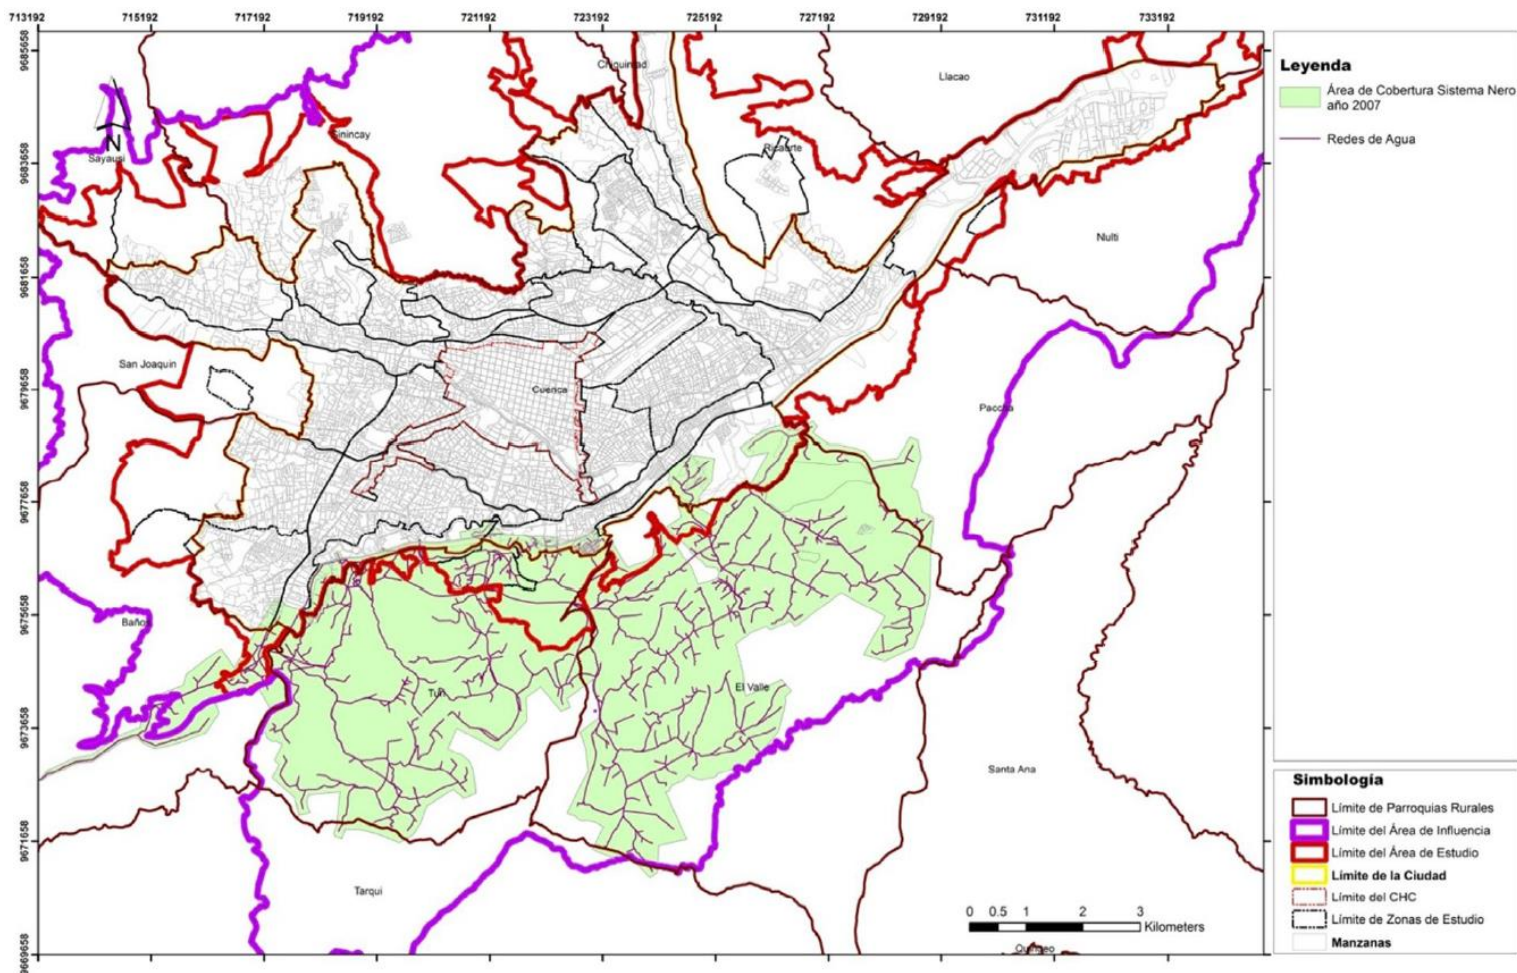 713192 715192 717192 719192 721192 723192 725192 727192 729192 731192 733192
9685658
9683658
9681658
9679658
9677658
9675658
9673658
9671658
9669658
Llacao
Sinincay
N
Sayausí
Ricaurte
Nulti
San Joaquin
Cuenca
Paccha
Baños
Turi
El Valle
Santa Ana
Tarqui
0 0.5 1 2 3
Kilometers
Leyenda
Área de Cobertura Sistema Nero
año 2007
Redes de Agua
Simbología
Límite de Parroquias Rurales
Límite del Área de Influencia
Límite del Área de Estudio
Límite de la Ciudad
Límite del CHC
Límite de Zonas de Estudio
Manzanas